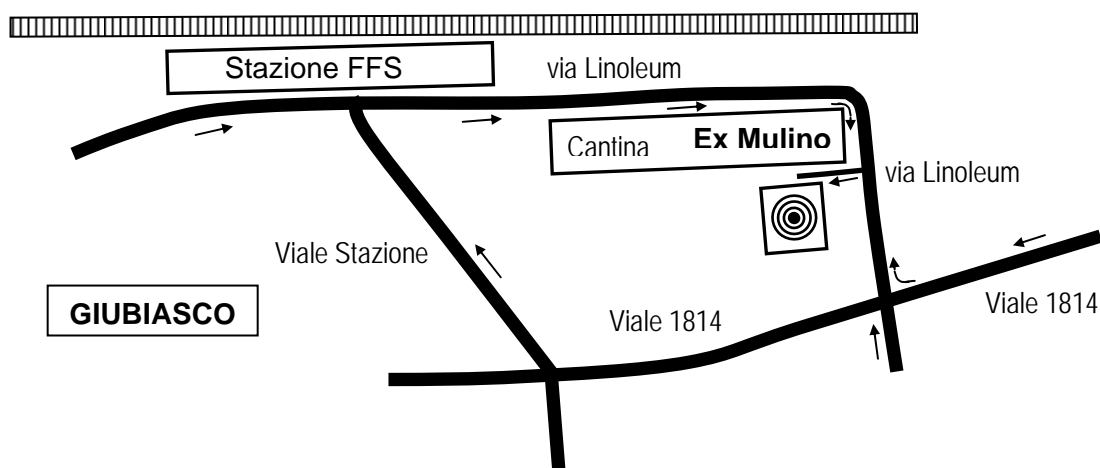 Stazione FFS
via Linoleum
Cantina Ex Mulino
via Linoleum
Viale Stazione
GIUBIASCO
Viale 1814
Viale 1814